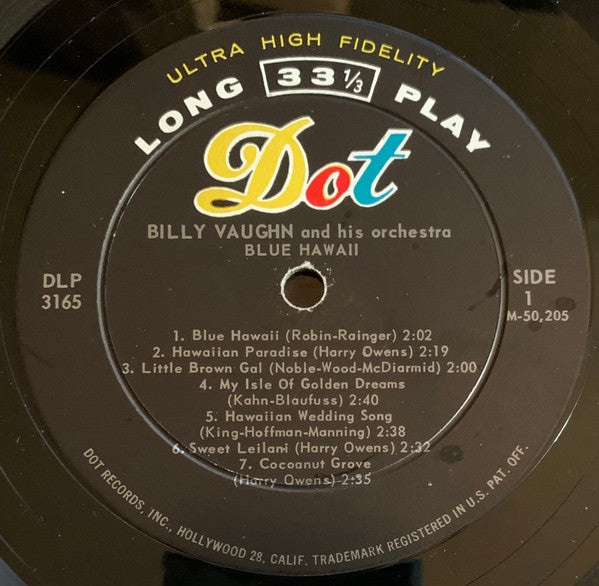 ULTRA HIGH FIDELITY
LONG 33 1/3 PLAY
Dot
BILLY VAUGHN and his orchestra
BLUE HAWAII
DLP
3165
SIDE
1
M-50,205
1. Blue Hawaii (Robin-Rainger) 2:02
2. Hawaiian Paradise (Harry Owens) 2:19
3. Little Brown Gal (Noble-Wood-McDiarmid) 2:00
4. My Isle Of Golden Dreams
(Kahn-Blaufuss) 2:40
5. Hawaiian Wedding Song
(King-Hoffman-Manning) 2:38
6. Sweet Leilani (Harry Owens) 2:32
7. Cocoanut Grove
(Harry Owens) 2:35
DOT RECORDS, INC., HOLLYWOOD 28, CALIF. TRADEMARK REGISTERED IN U.S. PAT. OFF.